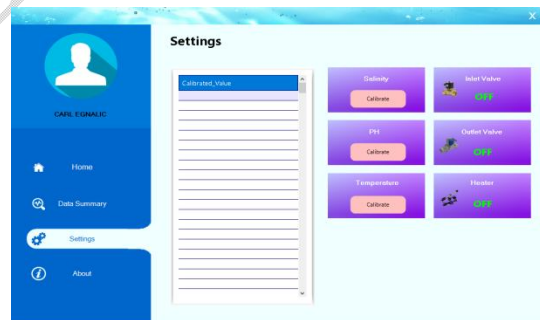 X
Settings
CARL EGNALIC
Home
Data Summary
Settings
About
Calibrated_Value
Salinity
Calibrate
Inlet Valve
OFF
PH
Calibrate
Outlet Valve
OFF
Temperature
Calibrate
Heater
OFF